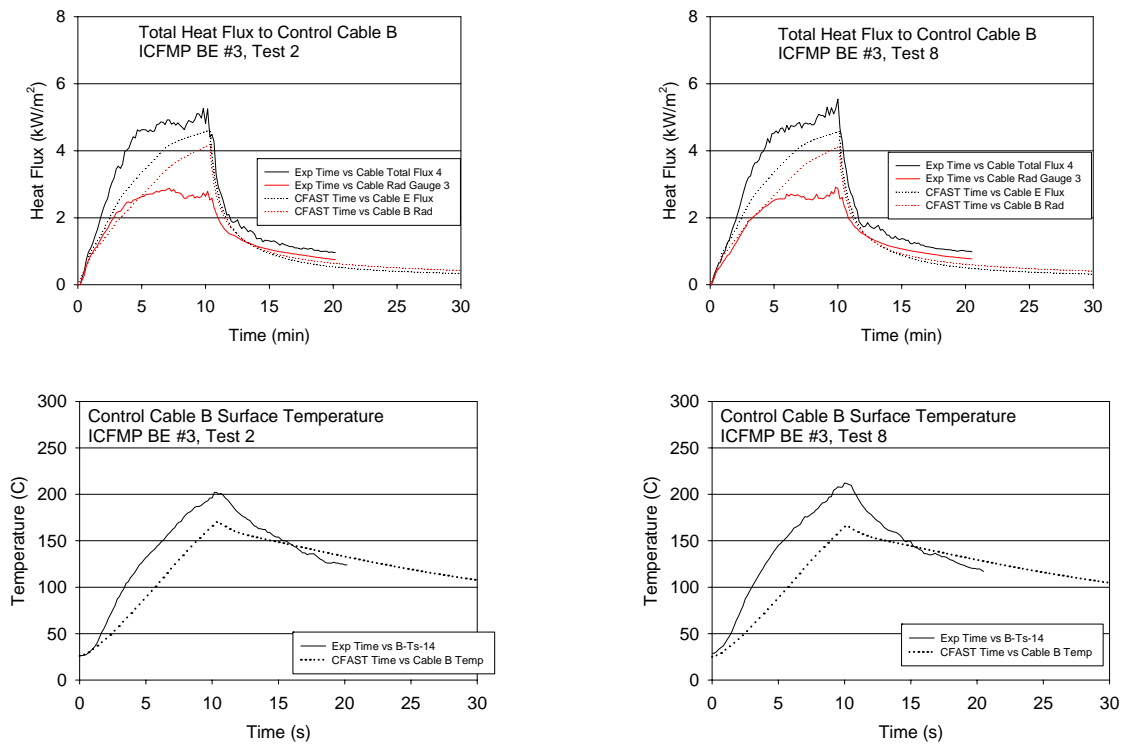 Total Heat Flux to Control Cable B
ICFMP BE #3, Test 2
Heat Flux (kW/m²)
8
6
4
2
0
Exp Time vs Cable Total Flux 4
Exp Time vs Cable Rad Gauge 3
CFAST Time vs Cable E Flux
CFAST Time vs Cable B Rad
0 5 10 15 20 25 30
Time (min)
Total Heat Flux to Control Cable B
ICFMP BE #3, Test 8
Heat Flux (kW/m²)
8
6
4
2
0
Exp Time vs Cable Total Flux 4
Exp Time vs Cable Rad Gauge 3
CFAST Time vs Cable E Flux
CFAST Time vs Cable B Rad
0 5 10 15 20 25 30
Time (min)
Control Cable B Surface Temperature
ICFMP BE #3, Test 2
Temperature (C)
300
250
200
150
100
50
0
Exp Time vs B-Ts-14
CFAST Time vs Cable B Temp
0 5 10 15 20 25 30
Time (s)
Control Cable B Surface Temperature
ICFMP BE #3, Test 8
Temperature (C)
300
250
200
150
100
50
0
Exp Time vs B-Ts-14
CFAST Time vs Cable B Temp
0 5 10 15 20 25 30
Time (s)